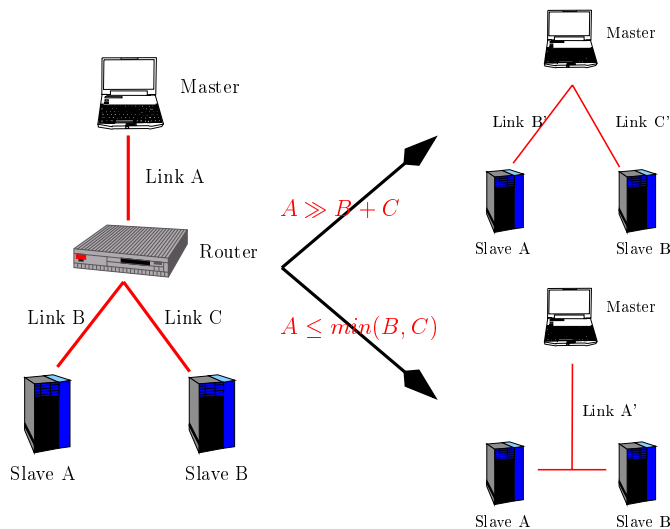 Master
Link A
Router
Link B
Link C
Slave A
Slave B
A ≫ B + C
A ≤ min(B, C)
Master
Link B'
Link C'
Slave A
Slave B
Master
Link A'
Slave A
Slave B